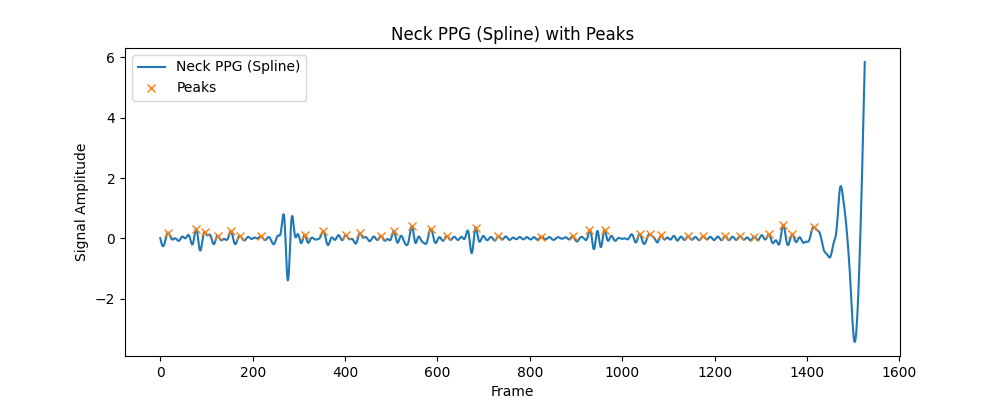 Neck PPG (Spline) with Peaks
Neck PPG (Spline)
Peaks
Signal Amplitude
6
4
2
0
−2
0 200 400 600 800 1000 1200 1400 1600
Frame